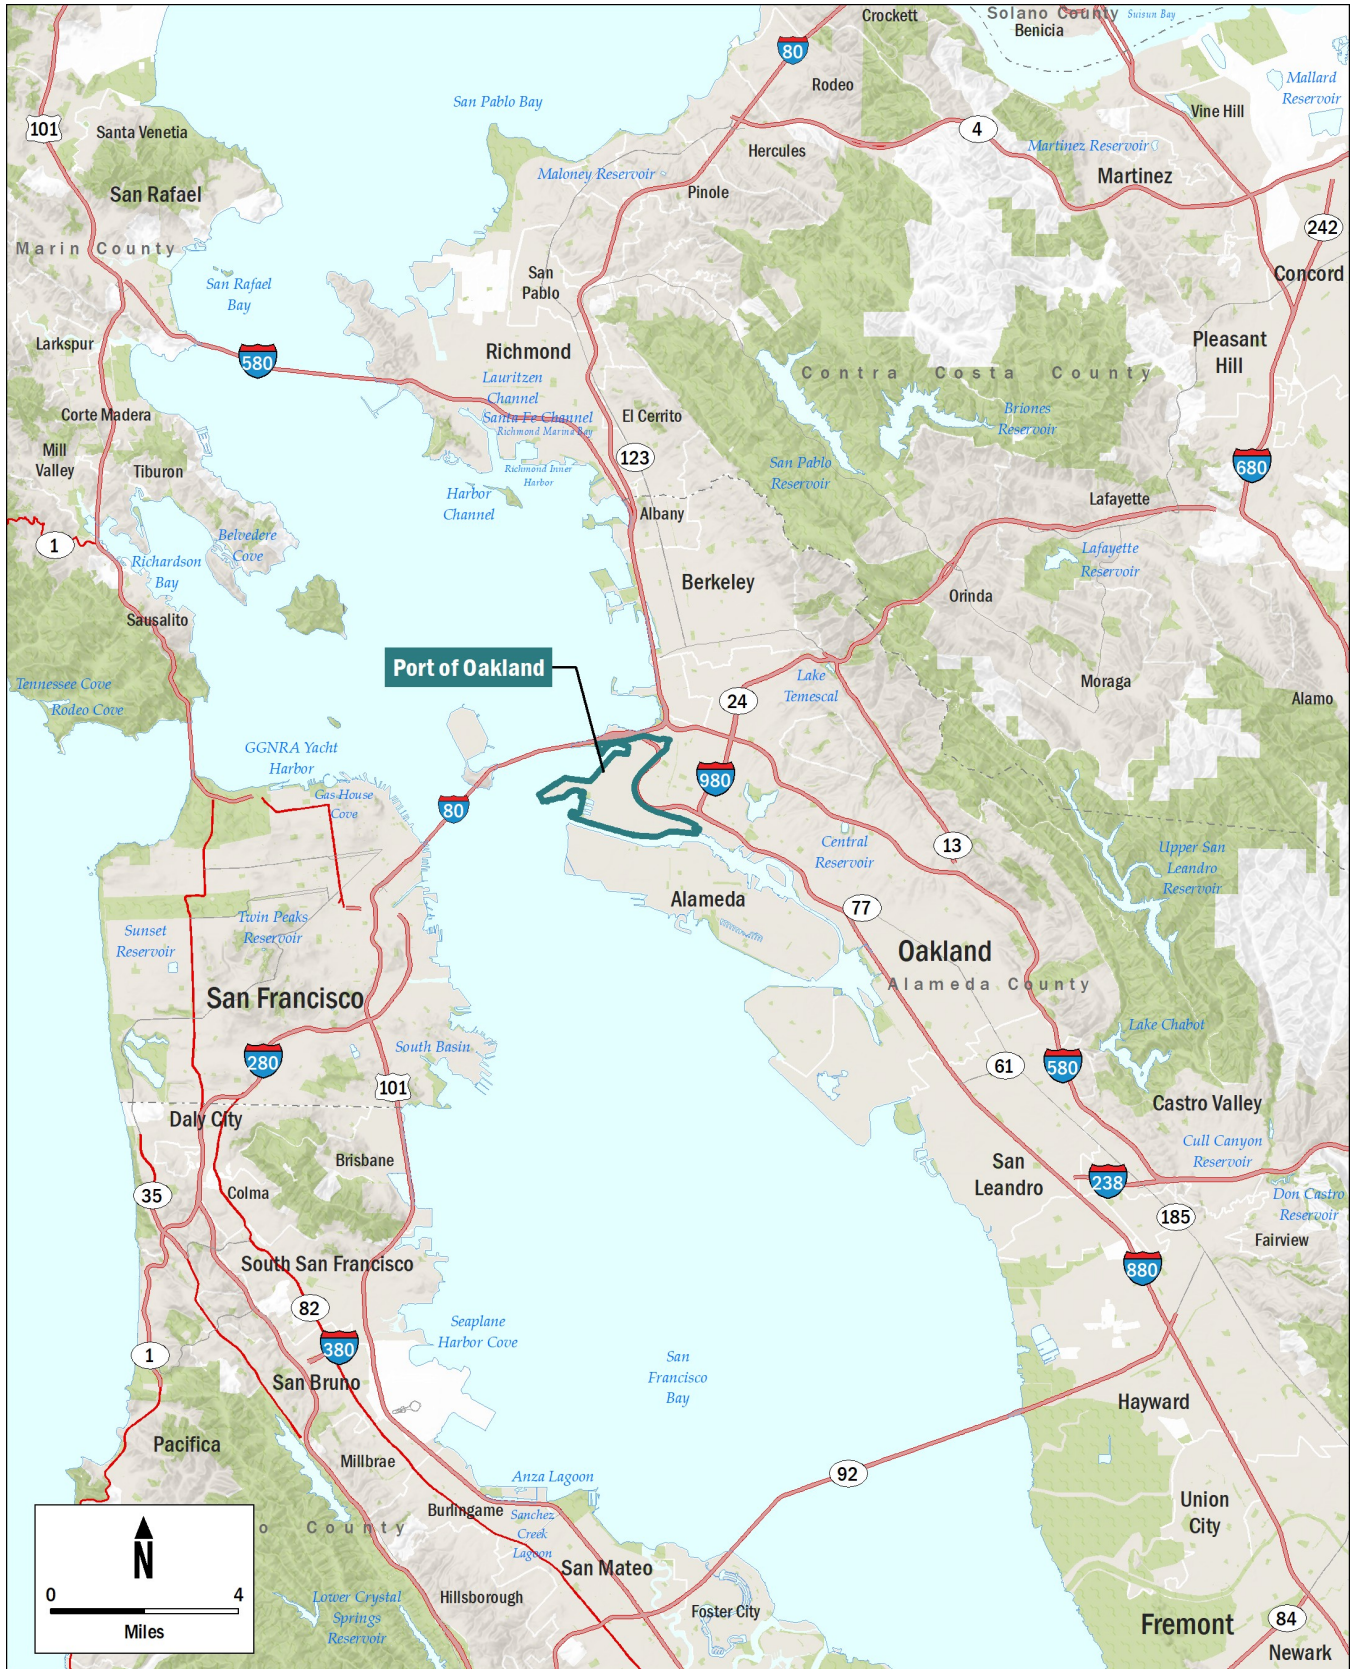 Crockett
Solano County
Suisun Bay
Benicia
80
Rodeo
Mallard
Reservoir
San Pablo Bay
Vine Hill
101
Santa Venetia
4
Hercules
Martinez Reservoir
Maloney Reservoir
Martinez
Pinole
San Rafael
242
Marin County
Concord
San
Pablo
San Rafael
Bay
Larkspur
580
Richmond
Pleasant
Hill
Contra Costa County
Lauritzen
Channel
Santa Fe Channel
Richmond Marina Bay
El Cerrito
Briones
Reservoir
Corte Madera
Mill
Valley
Tiburon
123
Richmond Inner
Harbor
San Pablo
Reservoir
680
Harbor
Channel
Lafayette
Albany
1
Belvedere
Cove
Richardson
Bay
Lafayette
Reservoir
Berkeley
Orinda
Sausalito
Port of Oakland
Lake
Temescal
Moraga
Alamo
Tennessee Cove
Rodeo Cove
24
GGNRA Yacht
Harbor
980
Gas House
Cove
80
Central
Reservoir
13
Upper San
Leandro
Reservoir
Alameda
77
Twin Peaks
Reservoir
Sunset
Reservoir
Oakland
Alameda County
San Francisco
Lake Chabot
South Basin
280
61
580
101
Daly City
Castro Valley
Brisbane
Cull Canyon
Reservoir
San
Leandro
238
35
Colma
Don Castro
Reservoir
185
Fairview
South San Francisco
880
82
Seaplane
Harbor Cove
380
1
San
Francisco
Bay
San Bruno
Hayward
Pacifica
Millbrae
92
Anza Lagoon
Burlingame
Sanchez
Creek
Lagoon
Union
City
o County
San Mateo
N
0 4
Miles
Lower Crystal
Springs
Reservoir
Hillsborough
Foster City
Fremont
84
Newark